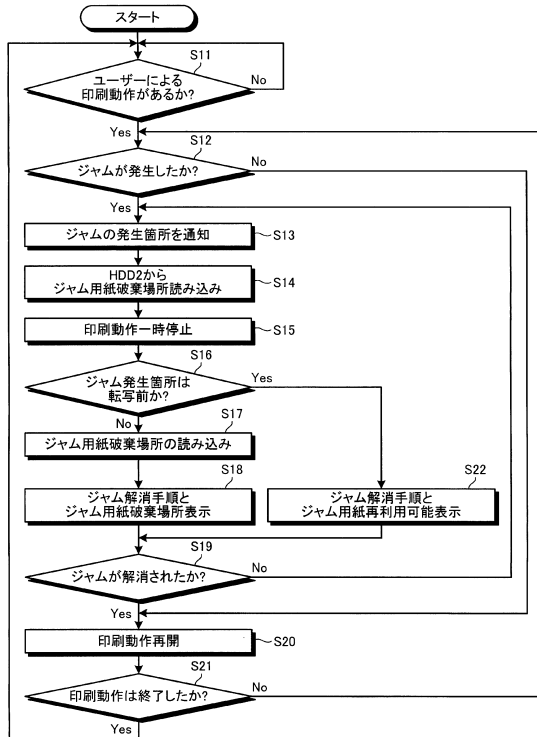 スタート
S11
ユーザーによる
印刷動作があるか?
No
Yes
S12
ジャムが発生したか?
No
Yes
ジャムの発生箇所を通知
S13
HDD2から
ジャム用紙破棄場所読み込み
S14
印刷動作一時停止
S15
S16
ジャム発生箇所は
転写前か?
Yes
No
S17
ジャム用紙破棄場所の読み込み
S18
ジャム解消手順と
ジャム用紙破棄場所表示
S22
ジャム解消手順と
ジャム用紙再利用可能表示
S19
ジャムが解消されたか?
No
Yes
印刷動作再開
S20
S21
印刷動作は終了したか?
No
Yes